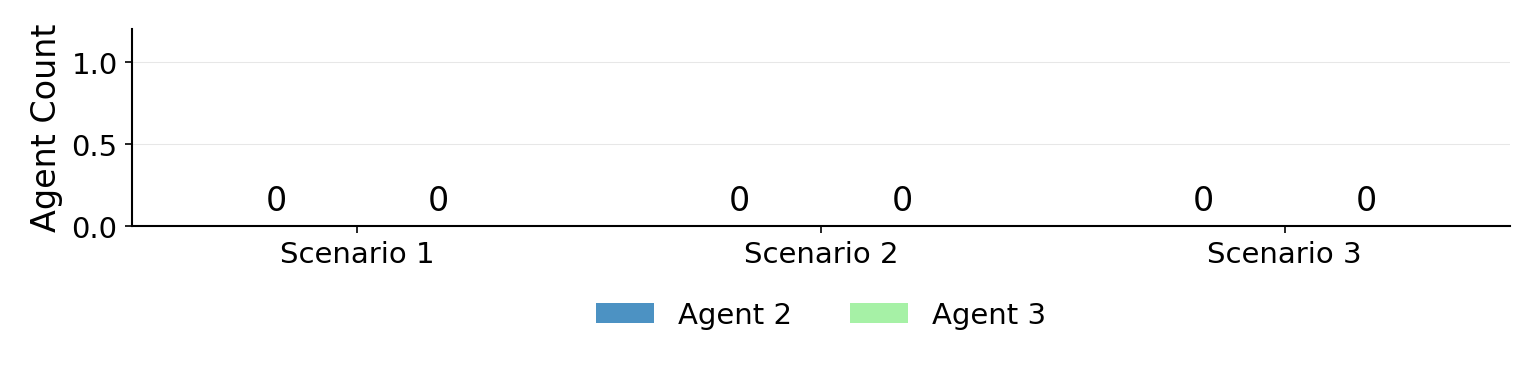 Agent Count
1.0
0.5
0.0
0 0 0 0 0 0
Scenario 1 Scenario 2 Scenario 3
Agent 2 Agent 3